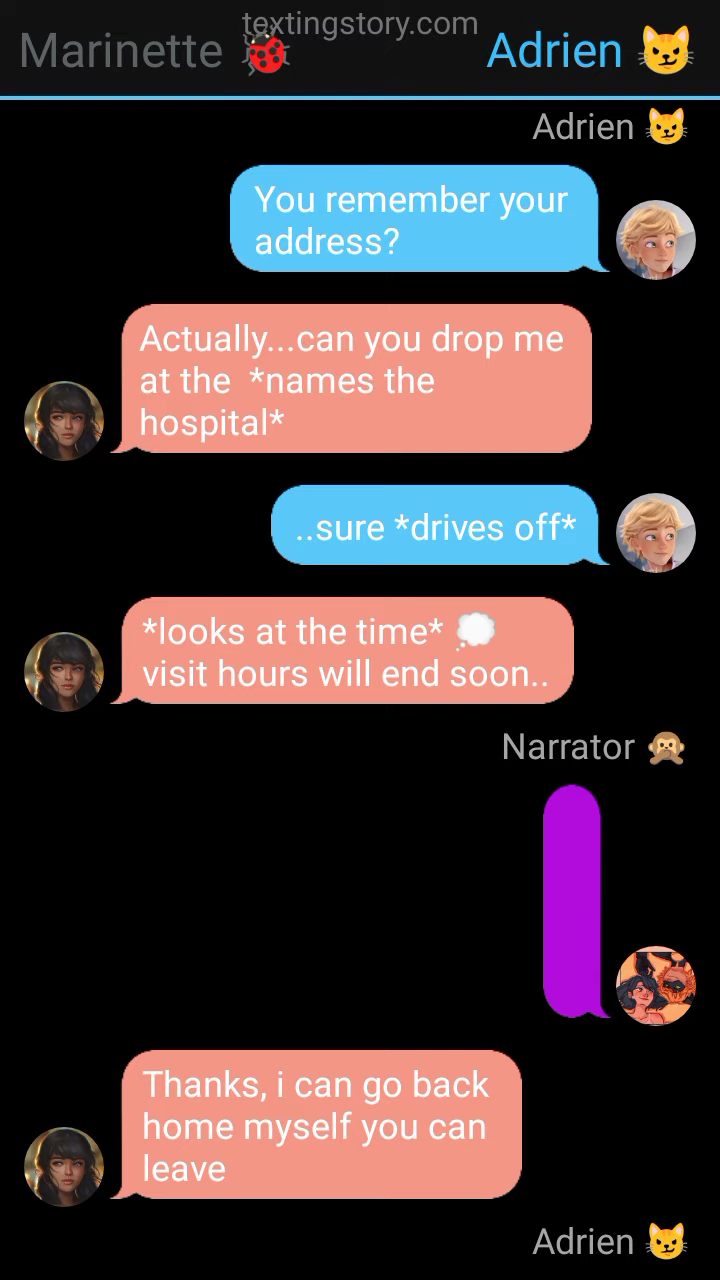 textingstory.com
Marinette 🐞 Adrien 😼
Adrien 😼
You remember your
address?
Actually...can you drop me
at the  *names the
hospital*
..sure *drives off*
*looks at the time* 💭
visit hours will end soon..
Narrator 🙊
Thanks, i can go back
home myself you can
leave
Adrien 😼